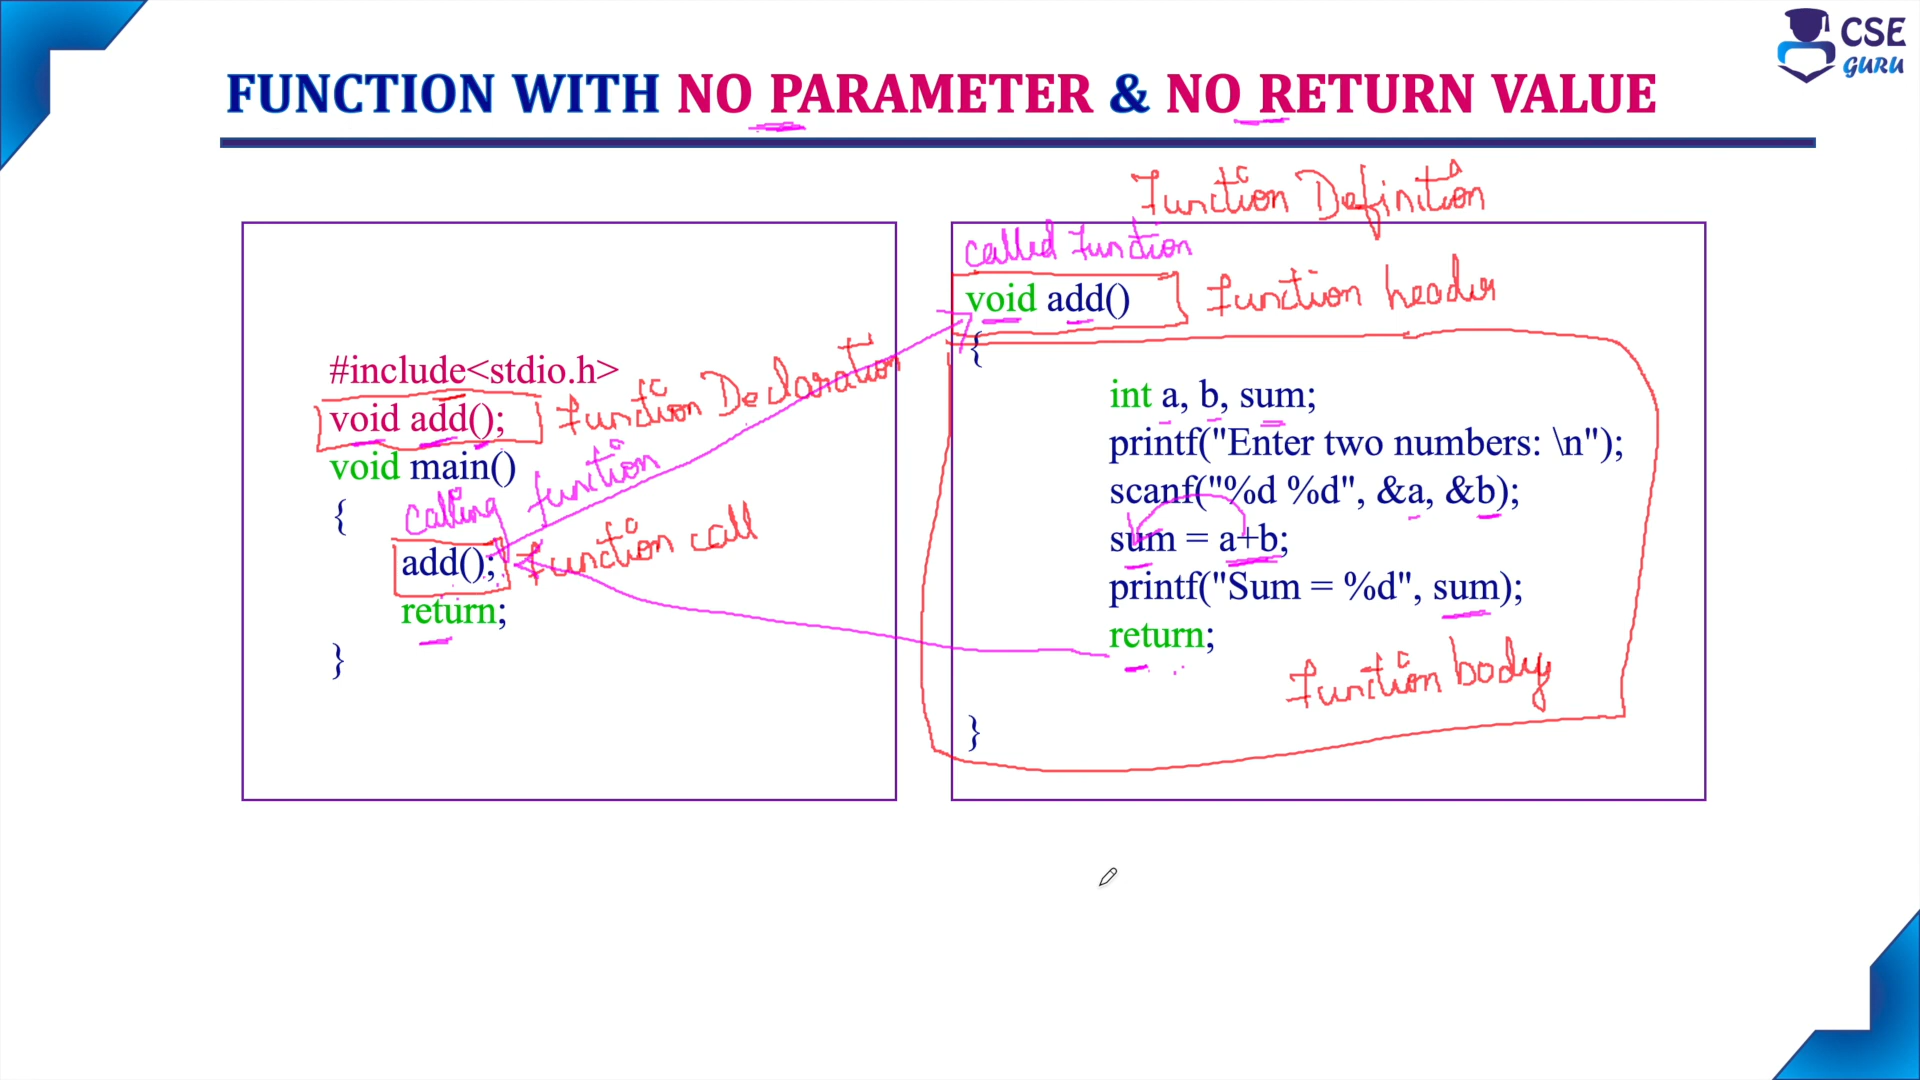 CSE
GURU
FUNCTION WITH NO PARAMETER & NO RETURN VALUE
#include<stdio.h>
void add(); Function Declaration
void main()
{ calling function
add(); Function call
return;
}
Function Definition
called function
void add() function header
{
int a, b, sum;
printf("Enter two numbers: \n");
scanf("%d %d", &a, &b);
sum = a+b;
printf("Sum = %d", sum);
return;
function body
}